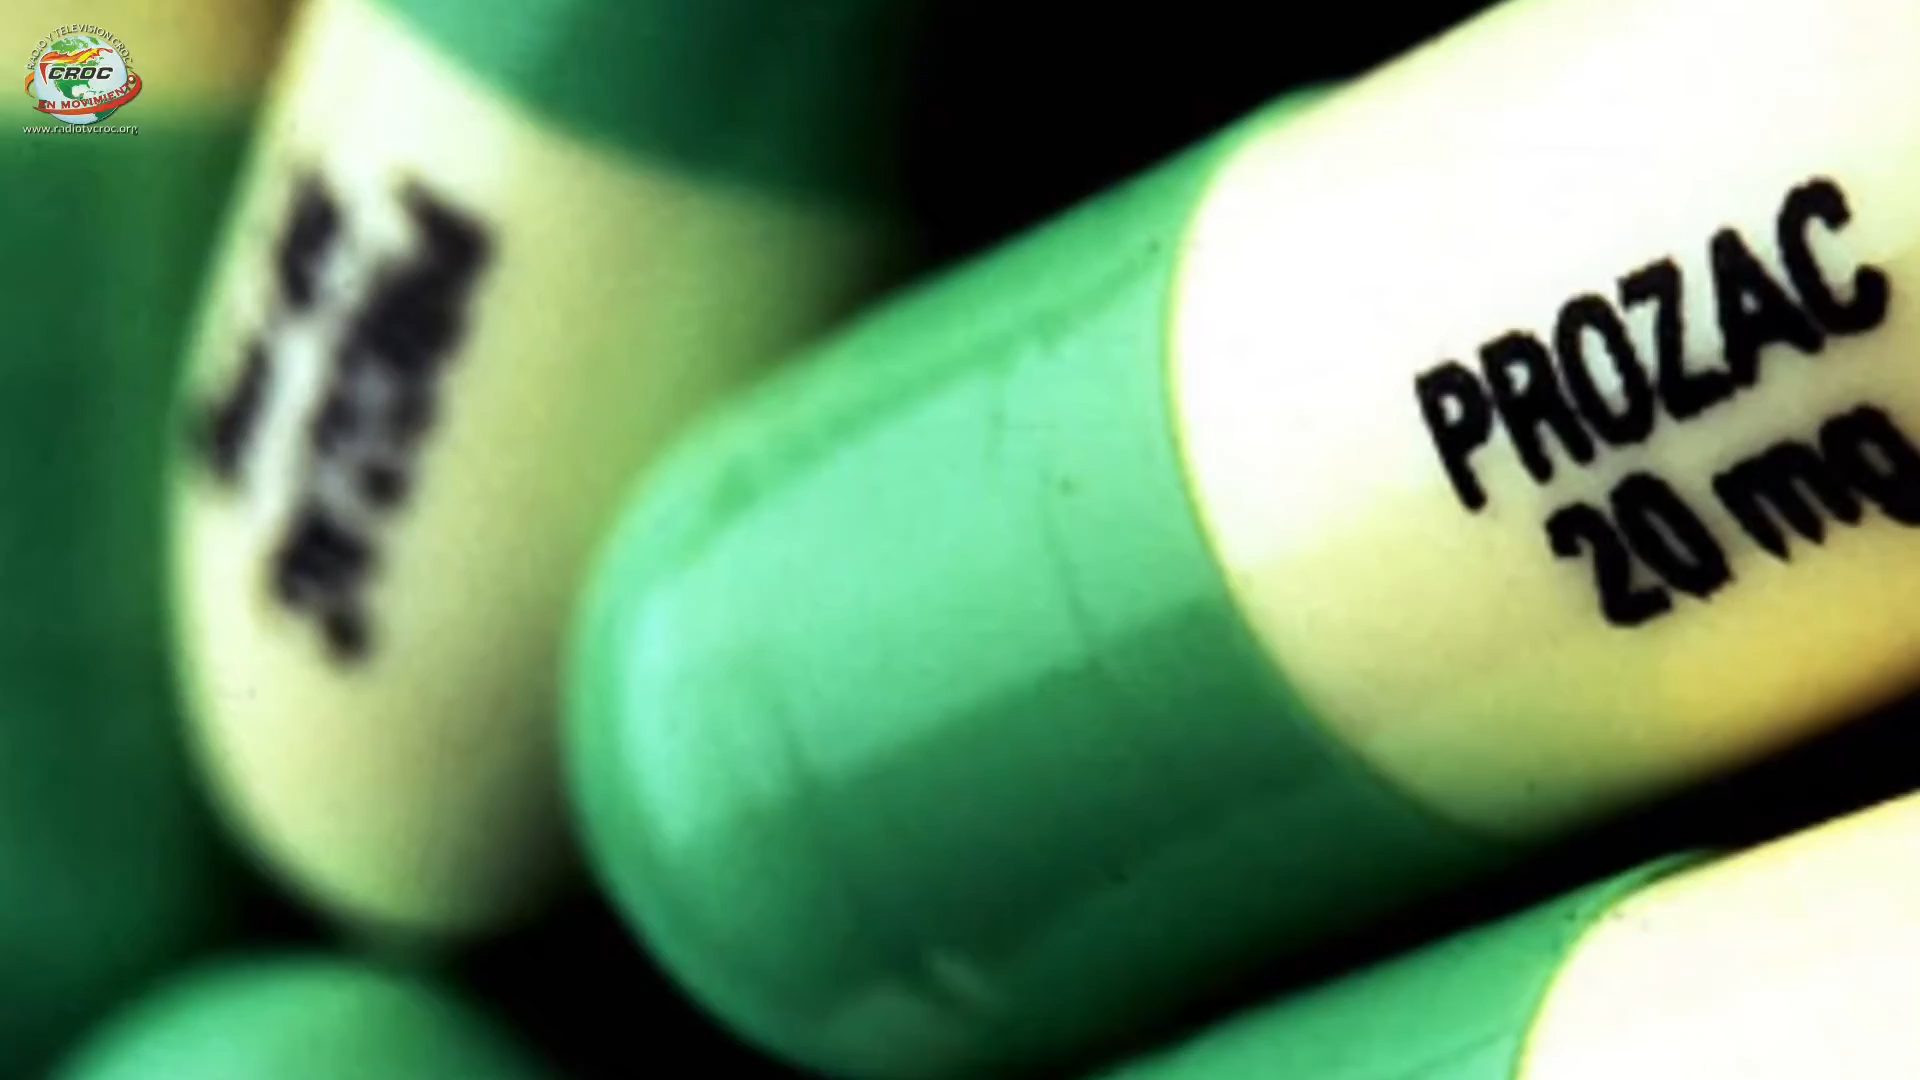 RADIO Y TELEVISION CROC
CROC
EN MOVIMIENTO
www.radiotvcroc.org
PROZAC
20 mg